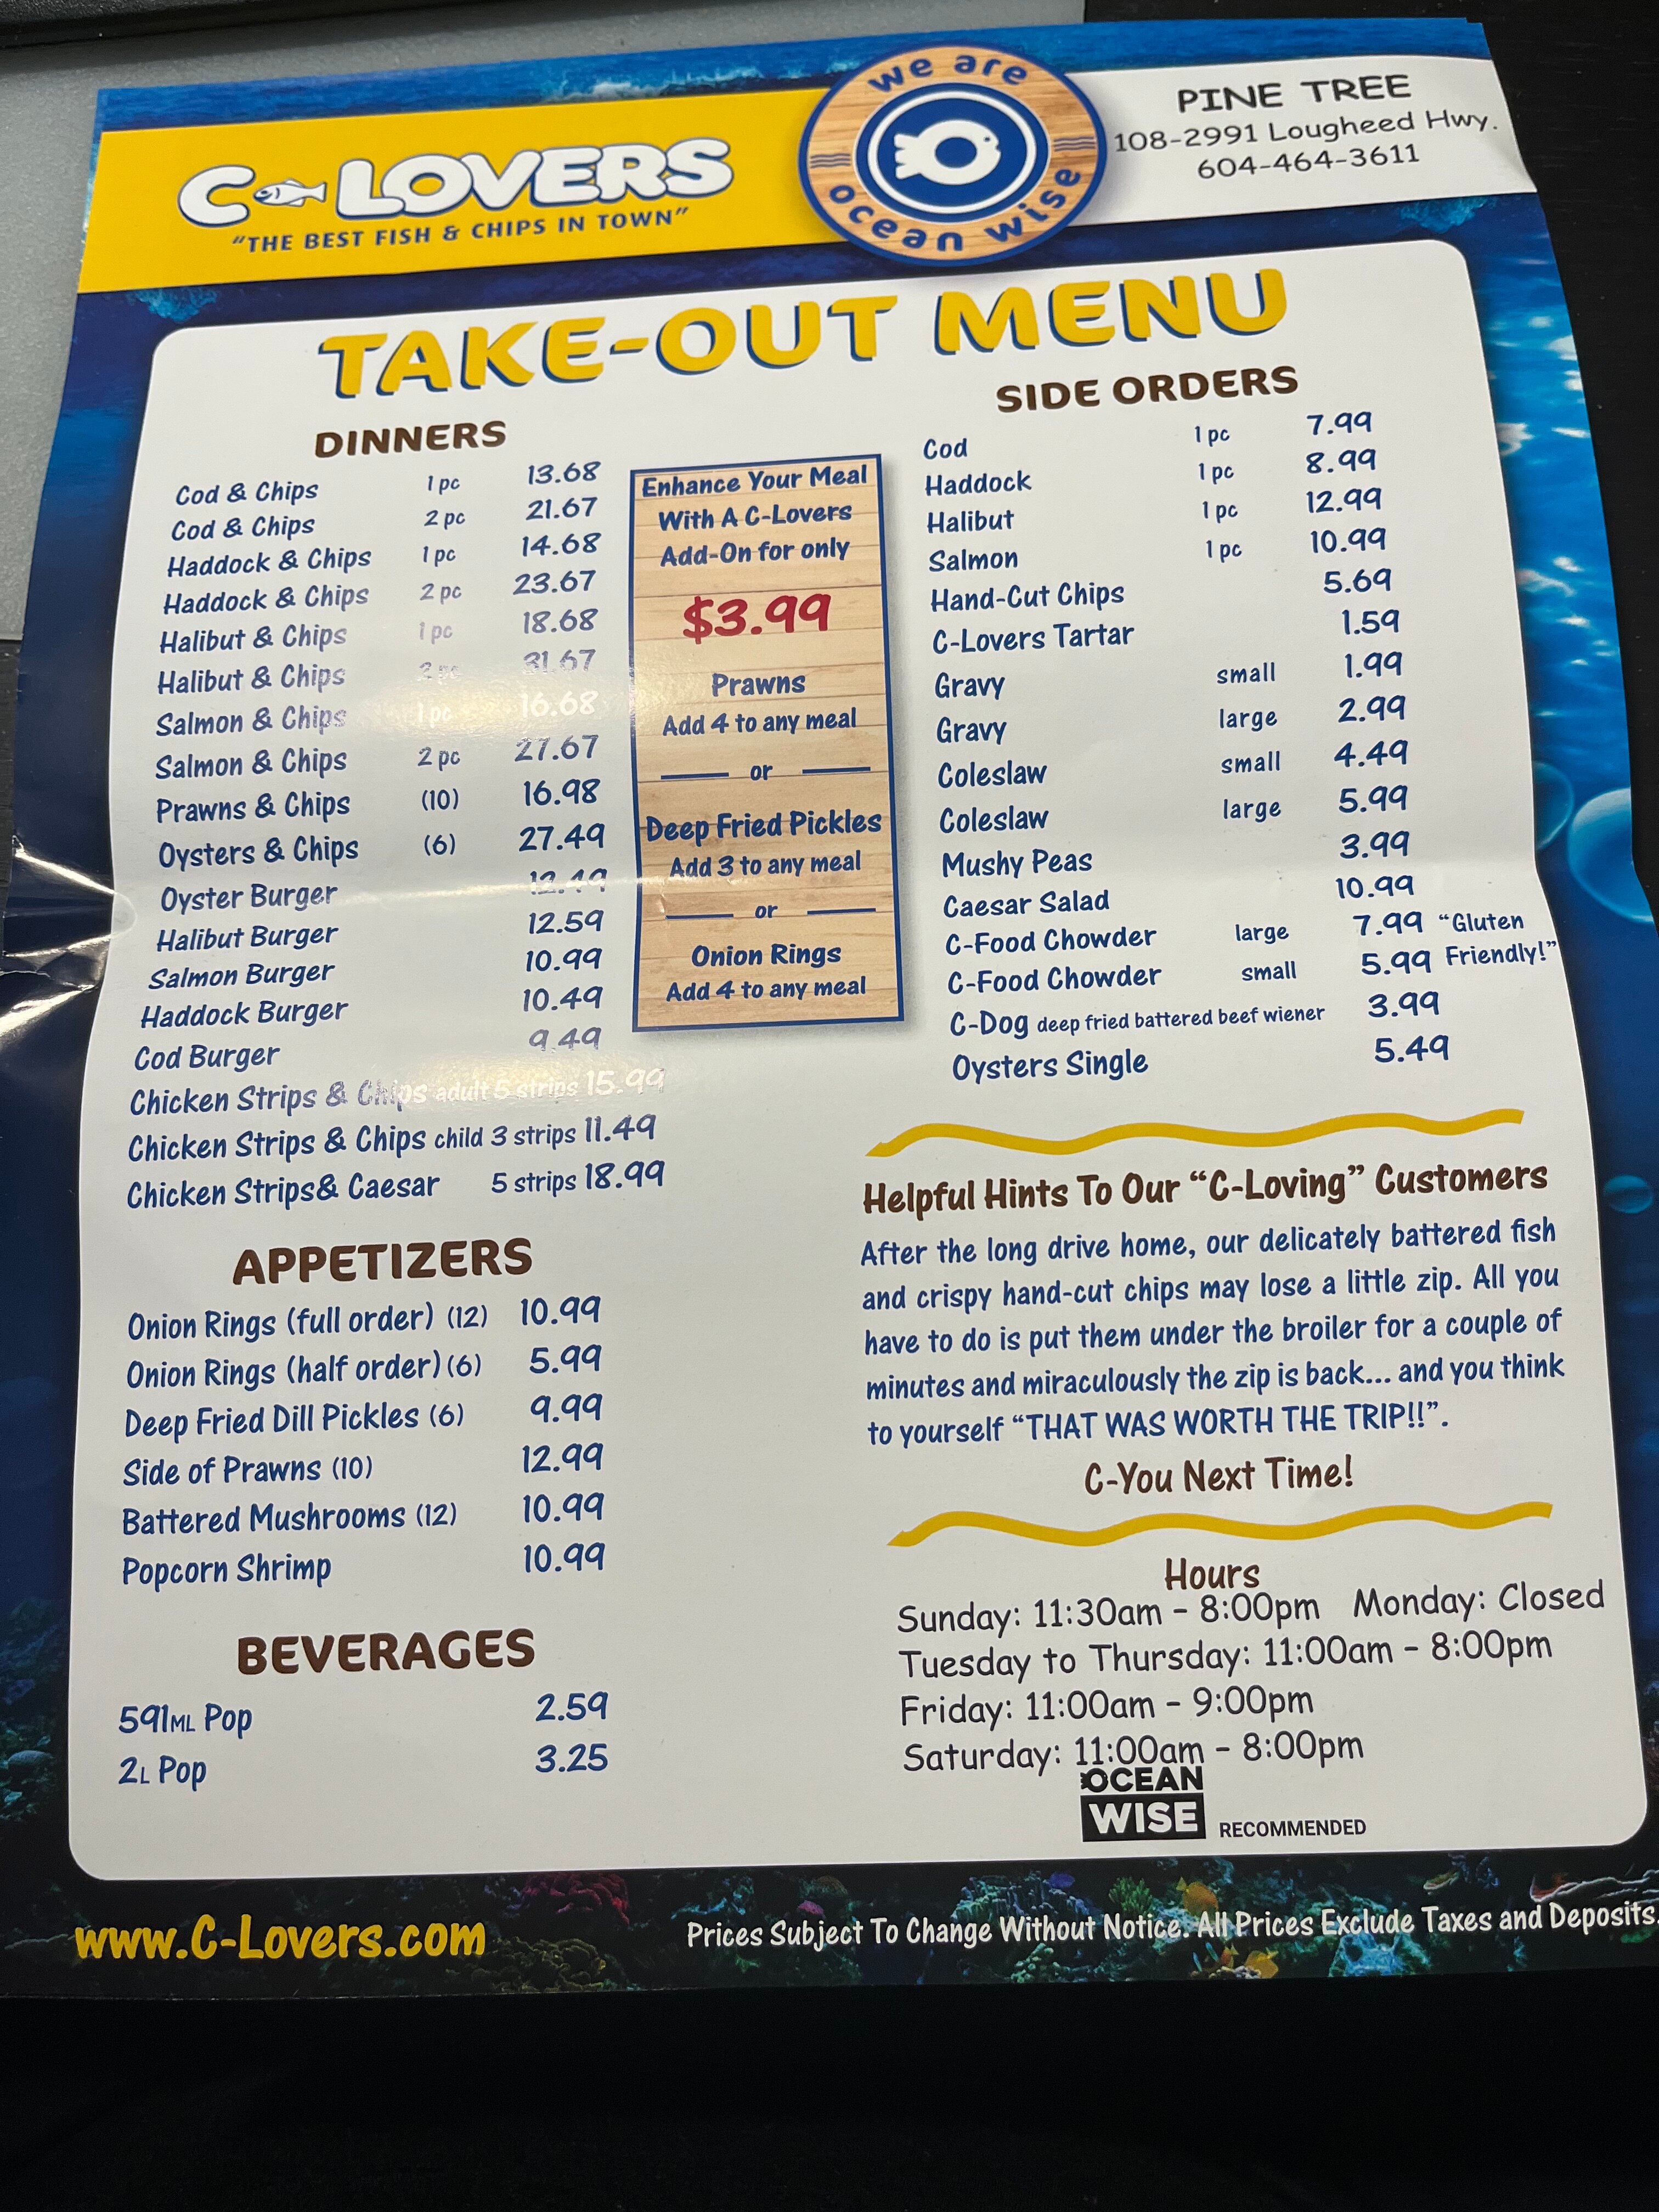 C-LOVERS
"THE BEST FISH & CHIPS IN TOWN"
we are
ocean wise
PINE TREE
108-2991 Lougheed Hwy.
604-464-3611
TAKE-OUT MENU
DINNERS
Cod & Chips 1 pc 13.68
Cod & Chips 2 pc 21.67
Haddock & Chips 1 pc 14.68
Haddock & Chips 2 pc 23.67
Halibut & Chips 1 pc 18.68
Halibut & Chips 2 pc 31.67
Salmon & Chips 1 pc 16.68
Salmon & Chips 2 pc 27.67
Prawns & Chips (10) 16.98
Oysters & Chips (6) 27.49
Oyster Burger 12.49
Halibut Burger 12.59
Salmon Burger 10.99
Haddock Burger 10.49
Cod Burger 9.49
Chicken Strips & Chips adult 5 strips 15.99
Chicken Strips & Chips child 3 strips 11.49
Chicken Strips& Caesar 5 strips 18.99
Enhance Your Meal
With A C-Lovers
Add-On for only
$3.99
Prawns
Add 4 to any meal
or
Deep Fried Pickles
Add 3 to any meal
or
Onion Rings
Add 4 to any meal
SIDE ORDERS
Cod 1 pc 7.99
Haddock 1 pc 8.99
Halibut 1 pc 12.99
Salmon 1 pc 10.99
Hand-Cut Chips 5.69
C-Lovers Tartar 1.59
Gravy small 1.99
Gravy large 2.99
Coleslaw small 4.49
Coleslaw large 5.99
Mushy Peas 3.99
Caesar Salad 10.99
C-Food Chowder large 7.99 "Gluten
C-Food Chowder small 5.99 Friendly!"
C-Dog deep fried battered beef wiener 3.99
Oysters Single 5.49
APPETIZERS
Onion Rings (full order) (12) 10.99
Onion Rings (half order) (6) 5.99
Deep Fried Dill Pickles (6) 9.99
Side of Prawns (10) 12.99
Battered Mushrooms (12) 10.99
Popcorn Shrimp 10.99
BEVERAGES
591ML Pop 2.59
2L Pop 3.25
Helpful Hints To Our "C-Loving" Customers
After the long drive home, our delicately battered fish
and crispy hand-cut chips may lose a little zip. All you
have to do is put them under the broiler for a couple of
minutes and miraculously the zip is back... and you think
to yourself "THAT WAS WORTH THE TRIP!!".
C-You Next Time!
Hours
Sunday: 11:30am - 8:00pm Monday: Closed
Tuesday to Thursday: 11:00am - 8:00pm
Friday: 11:00am - 9:00pm
Saturday: 11:00am - 8:00pm
OCEAN
WISE RECOMMENDED
www.C-Lovers.com
Prices Subject To Change Without Notice. All Prices Exclude Taxes and Deposits.